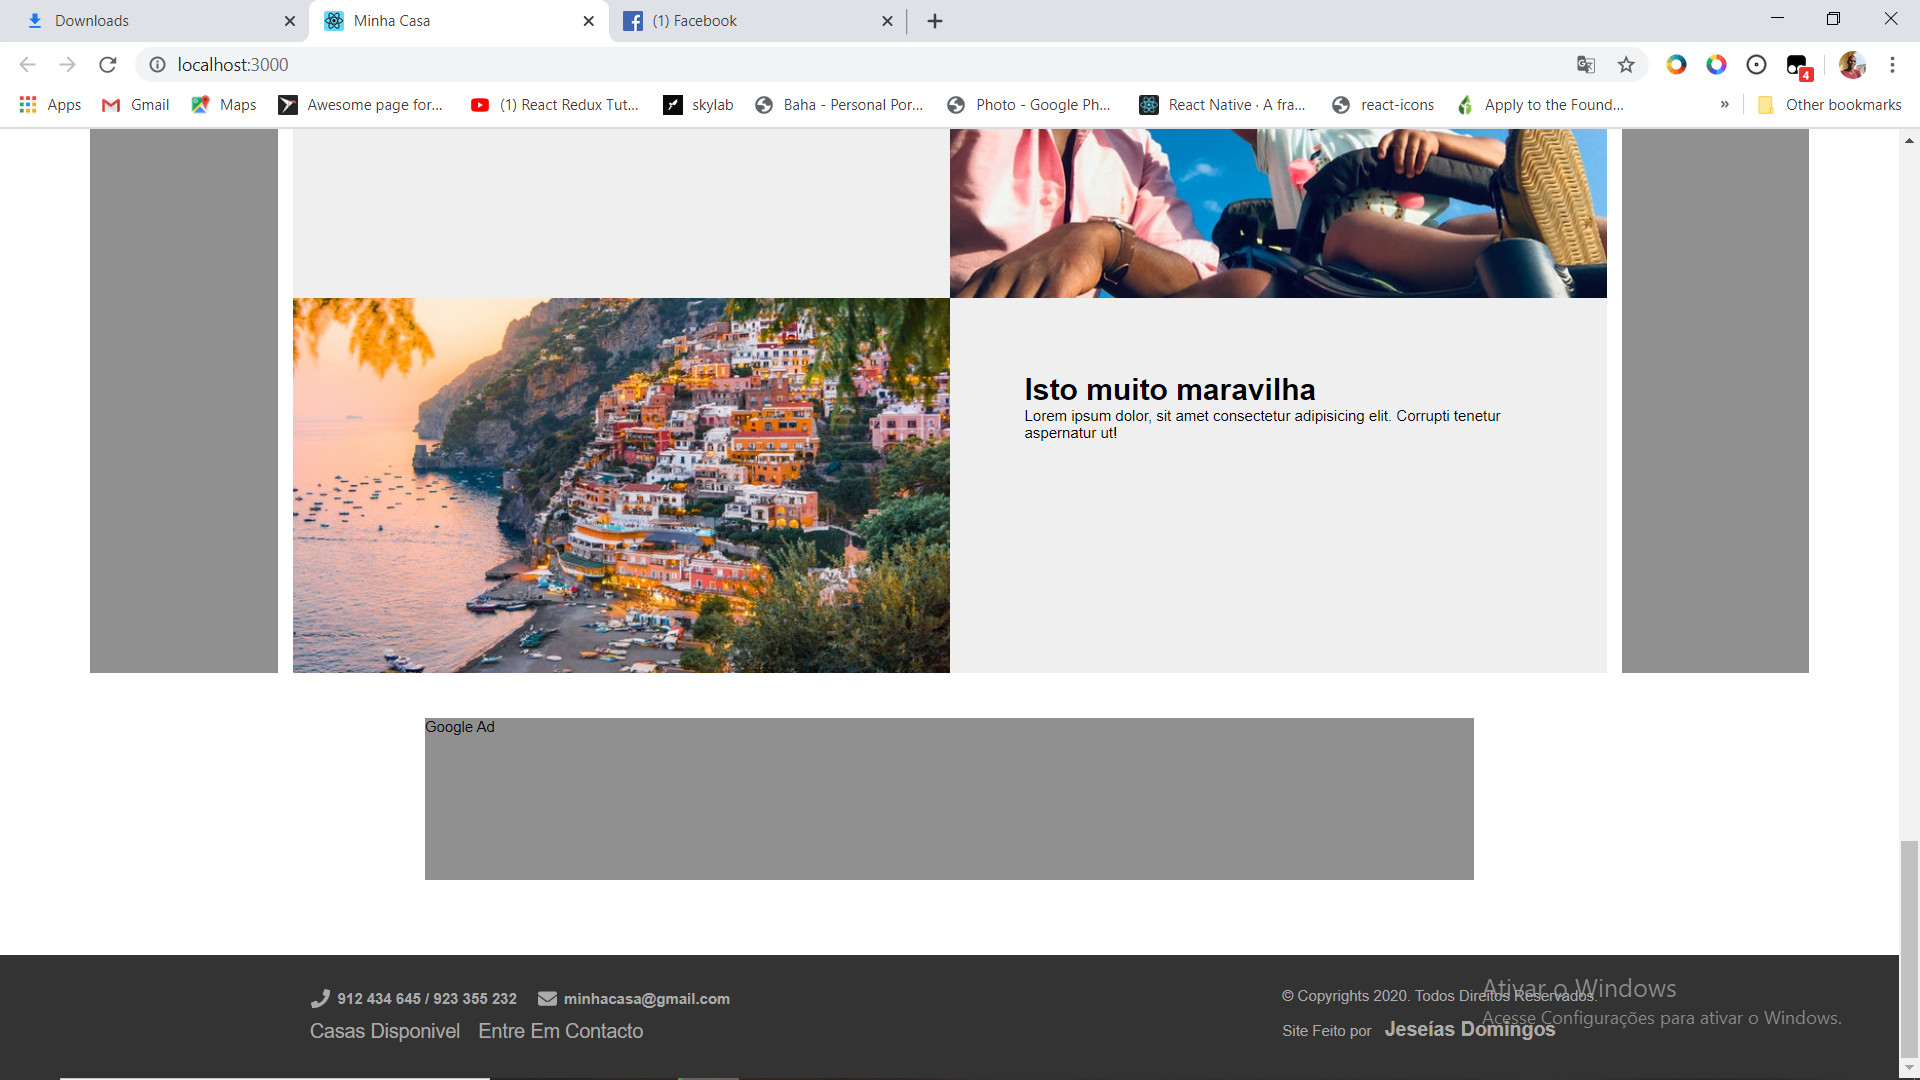 Downloads
Minha Casa
(1) Facebook
localhost:3000
Apps
Gmail
Maps
Awesome page for...
(1) React Redux Tut...
skylab
Baha - Personal Por...
Photo - Google Ph...
React Native · A fra...
react-icons
Apply to the Found...
»
Other bookmarks
4
Isto muito maravilha
Lorem ipsum dolor, sit amet consectetur adipisicing elit. Corrupti tenetur
aspernatur ut!
Google Ad
912 434 645 / 923 355 232
minhacasa@gmail.com
Casas Disponivel
Entre Em Contacto
© Copyrights 2020. Todos Direitos Reservados.
Site Feito por Jeseías Domingos
Ativar o Windows
Acesse Configurações para ativar o Windows.